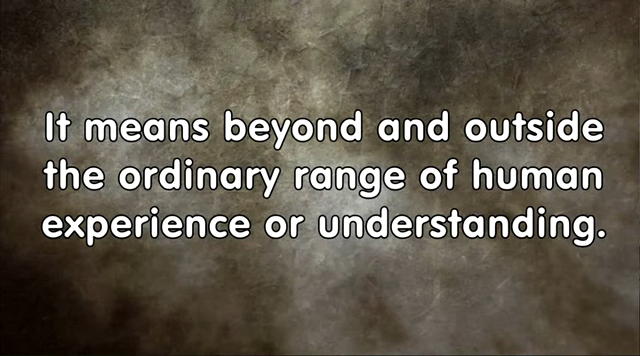 It means beyond and outside
the ordinary range of human
experience or understanding.